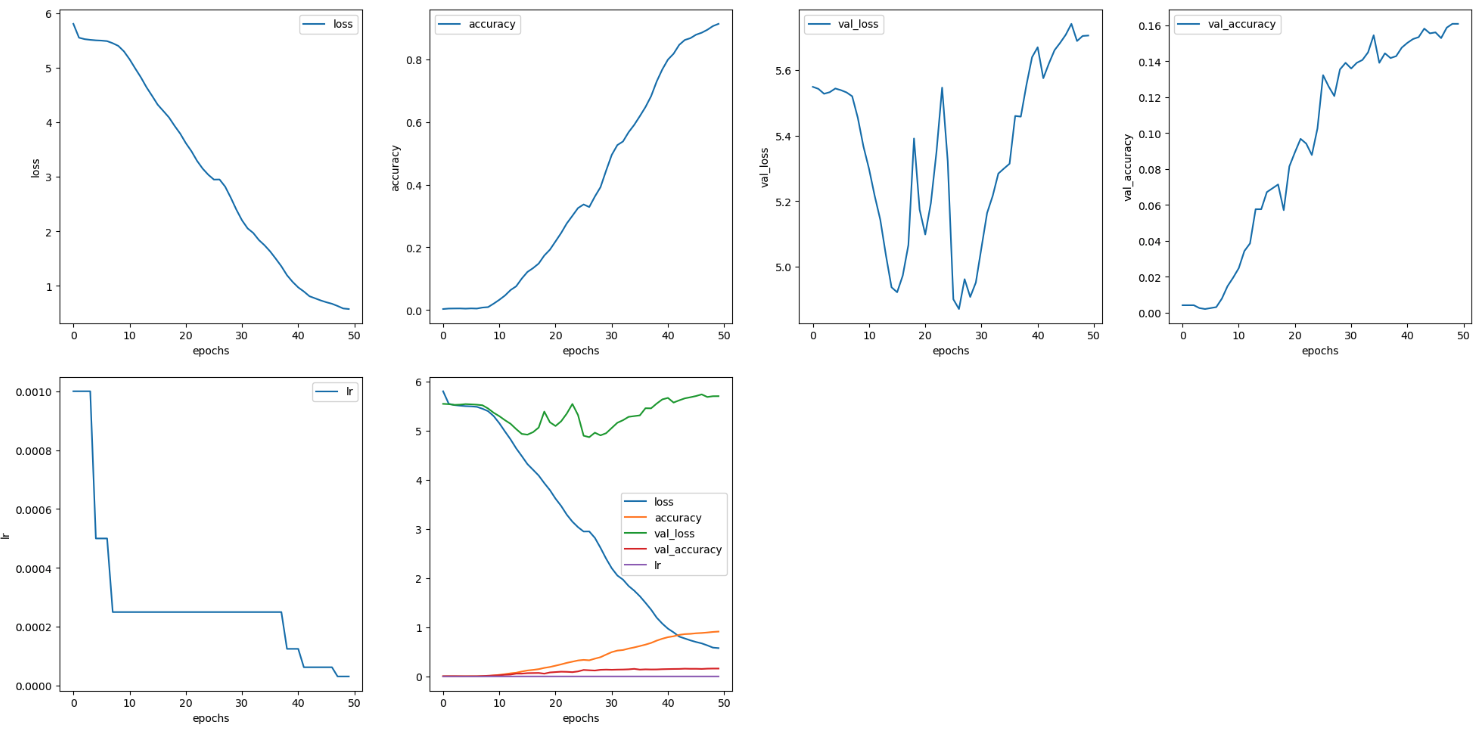 loss
6
5
4
3
2
1
0 10 20 30 40 50
loss
epochs
accuracy
0.8
0.6
0.4
0.2
0.0
0 10 20 30 40 50
accuracy
epochs
val_loss
5.6
5.4
5.2
5.0
0 10 20 30 40 50
val_loss
epochs
val_accuracy
0.16
0.14
0.12
0.10
0.08
0.06
0.04
0.02
0.00
0 10 20 30 40 50
val_accuracy
epochs
lr
0.0010
0.0008
0.0006
0.0004
0.0002
0.0000
0 10 20 30 40 50
lr
epochs
6
5
4
3
2
1
0
loss
accuracy
val_loss
val_accuracy
lr
0 10 20 30 40 50
epochs